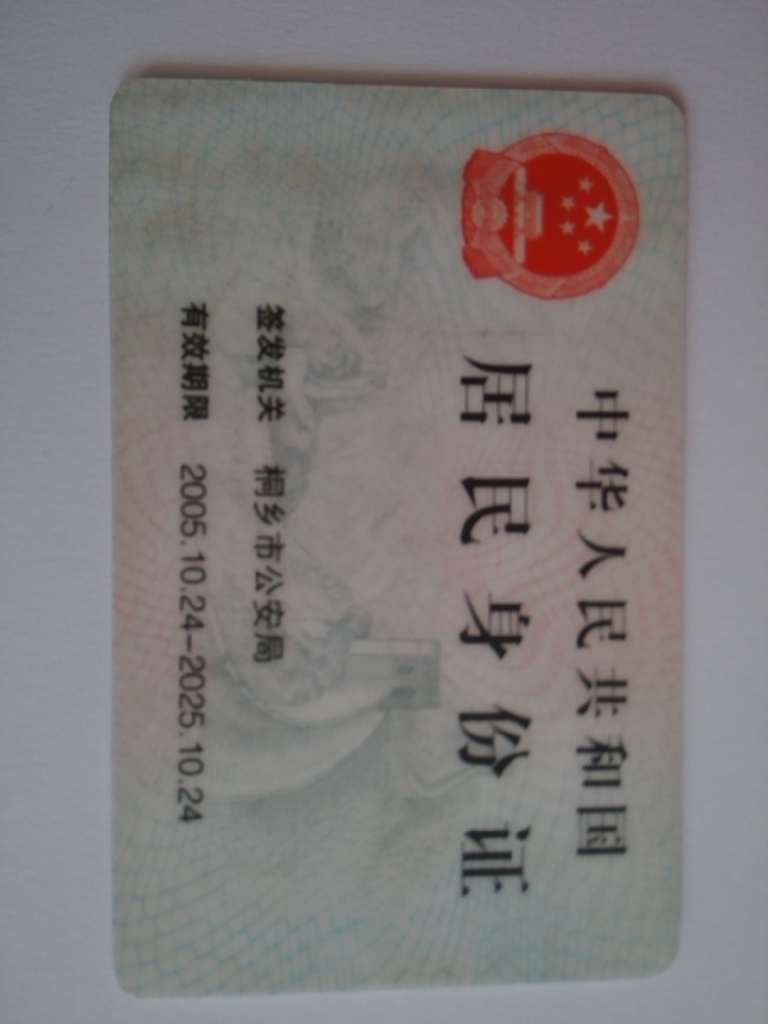 中华人民共和国
居民身份证
签发机关 桐乡市公安局
有效期限 2005.10.24-2025.10.24